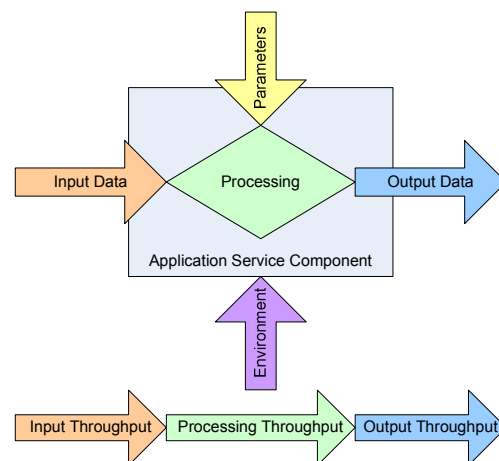 Parameters
Input Data
Processing
Output Data
Application Service Component
Environment
Input Throughput
Processing Throughput
Output Throughput